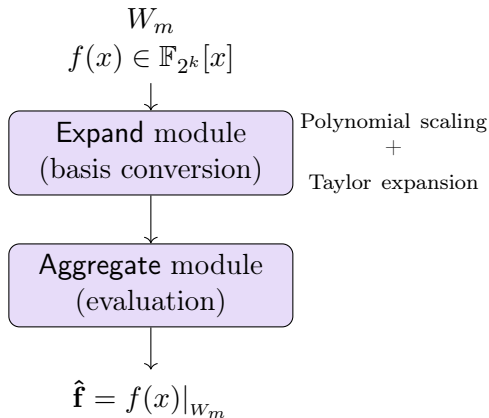 W_m
f(x) ∈ 𝔽_{2^k}[x]
Expand module
(basis conversion)
Polynomial scaling
+
Taylor expansion
Aggregate module
(evaluation)
f̂ = f(x)|_{W_m}